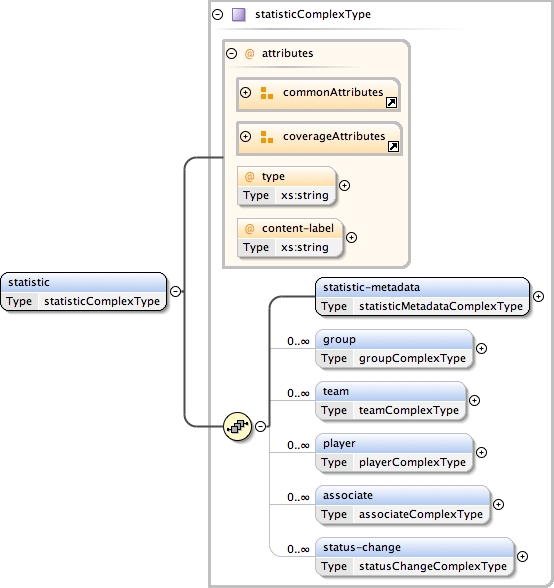 statisticComplexType
@ attributes
commonAttributes
coverageAttributes
@ type
Type xs:string
@ content-label
Type xs:string
statistic
Type statisticComplexType
statistic-metadata
Type statisticMetadataComplexType
0..∞ group
Type groupComplexType
0..∞ team
Type teamComplexType
0..∞ player
Type playerComplexType
0..∞ associate
Type associateComplexType
0..∞ status-change
Type statusChangeComplexType